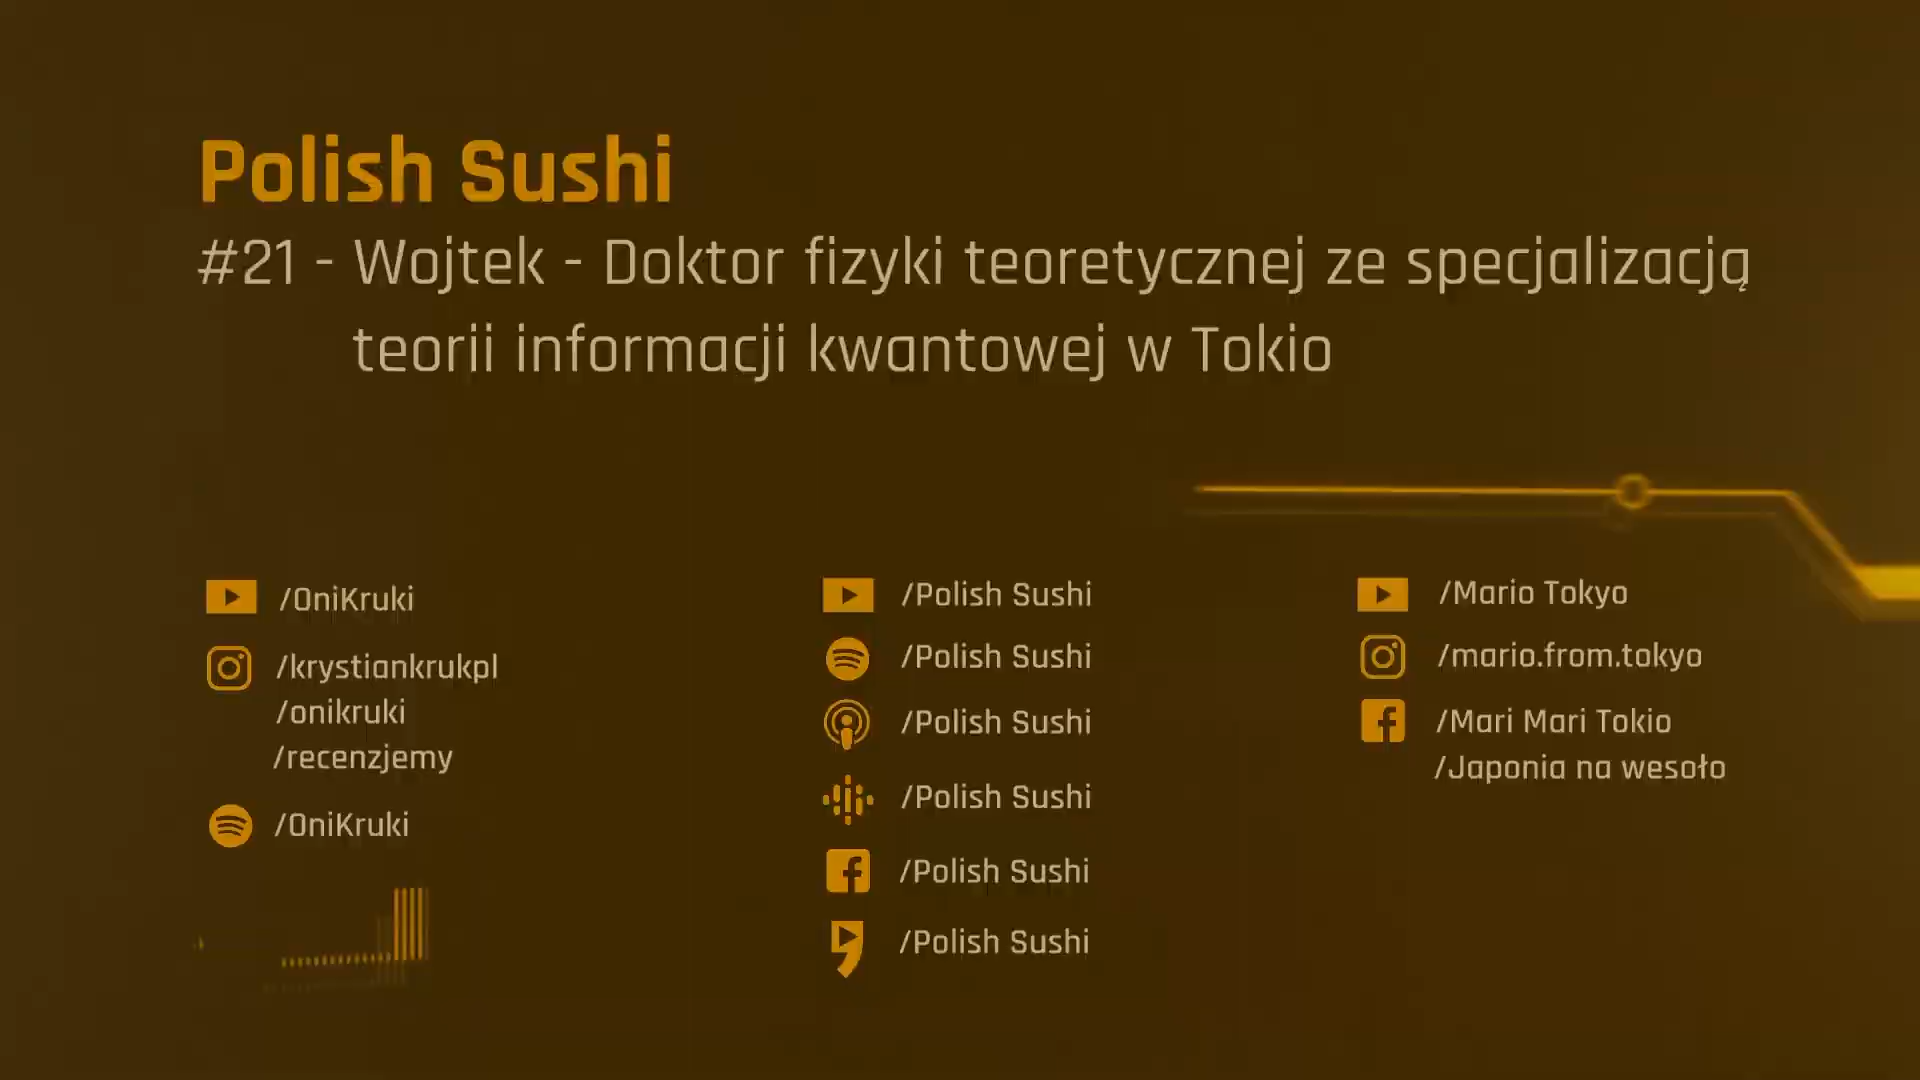 Polish Sushi
#21 - Wojtek - Doktor fizyki teoretycznej ze specjalizacją
teorii informacji kwantowej w Tokio
/OniKruki
/krystiankrukpl
/onikruki
/recenzjemy
/OniKruki
/Polish Sushi
/Polish Sushi
/Polish Sushi
/Polish Sushi
/Polish Sushi
/Polish Sushi
/Mario Tokyo
/mario.from.tokyo
/Mari Mari Tokio
/Japonia na wesoło